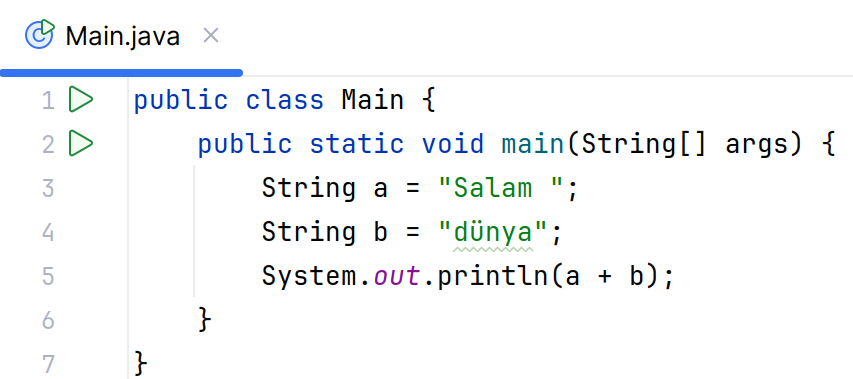 Main.java ×
1 public class Main {
2     public static void main(String[] args) {
3         String a = "Salam ";
4         String b = "dünya";
5         System.out.println(a + b);
6     }
7 }